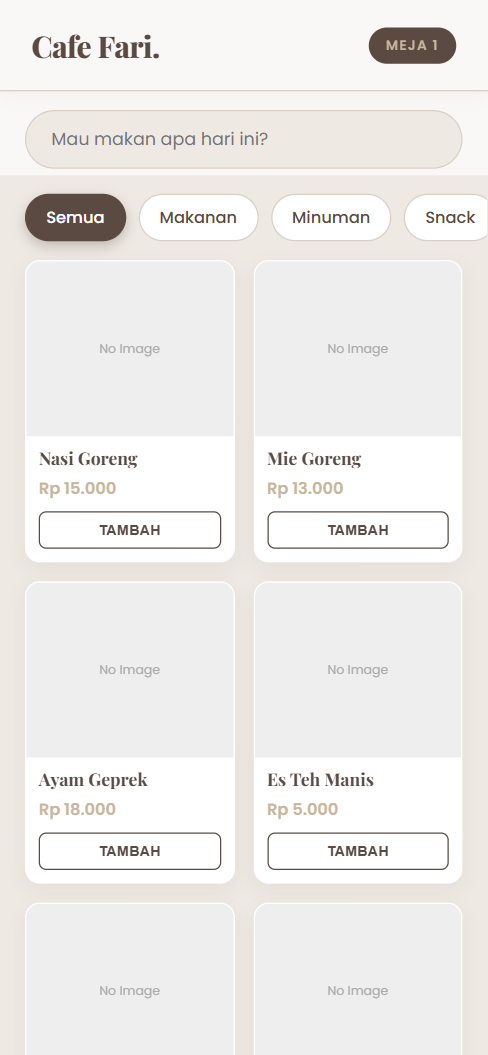 Cafe Fari.
MEJA 1
Mau makan apa hari ini?
Semua
Makanan
Minuman
Snack
No Image
No Image
Nasi Goreng
Mie Goreng
Rp 15.000
Rp 13.000
TAMBAH
TAMBAH
No Image
No Image
Ayam Geprek
Es Teh Manis
Rp 18.000
Rp 5.000
TAMBAH
TAMBAH
No Image
No Image